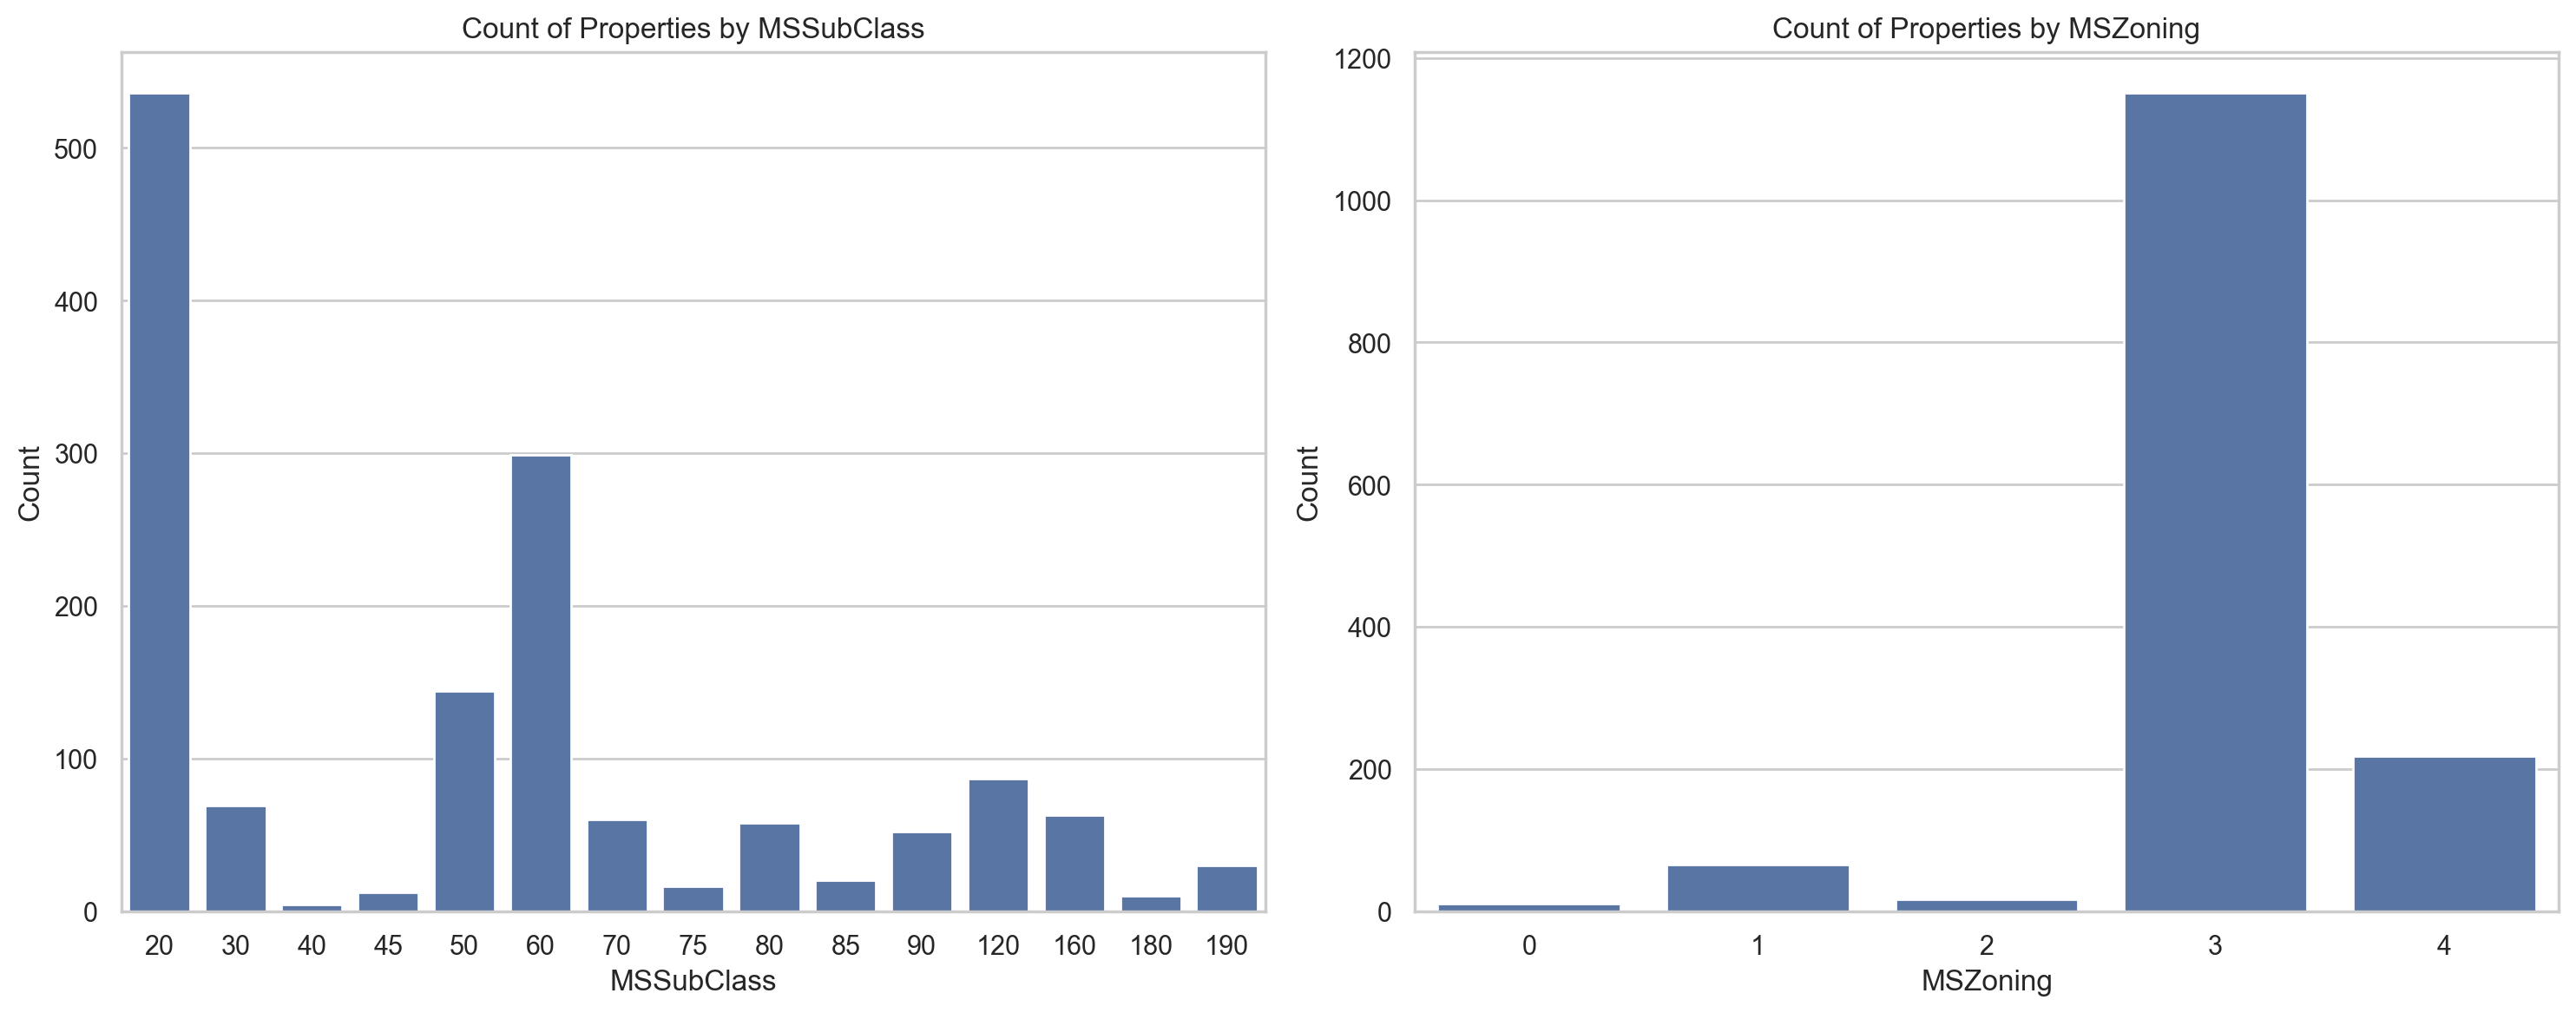 Count of Properties by MSSubClass
500
400
300
200
100
0
Count
20 30 40 45 50 60 70 75 80 85 90 120 160 180 190
MSSubClass
Count of Properties by MSZoning
1200
1000
800
600
400
200
0
Count
0 1 2 3 4
MSZoning